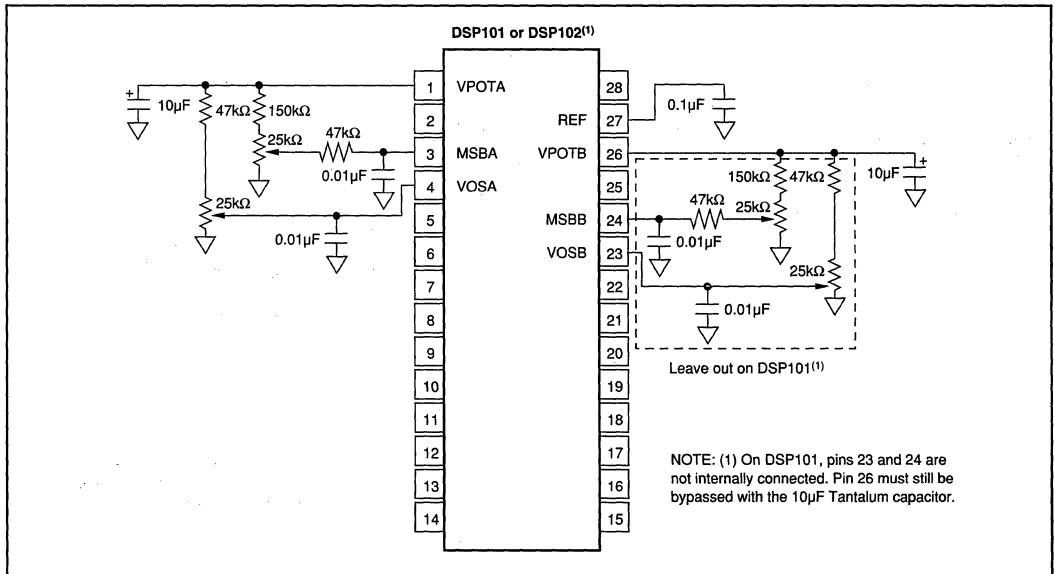 DSP101 or DSP102(1)
1 VPOTA
2
3 MSBA
4 VOSA
5
6
7
8
9
10
11
12
13
14
28
REF 27
VPOTB 26
25
MSBB 24
VOSB 23
22
21
20
19
18
17
16
15
+
10µF
47kΩ
150kΩ
25kΩ
47kΩ
0.01µF
25kΩ
0.01µF
0.1µF
+
10µF
150kΩ
47kΩ
47kΩ
25kΩ
0.01µF
25kΩ
0.01µF
Leave out on DSP101(1)
NOTE: (1) On DSP101, pins 23 and 24 are
not internally connected. Pin 26 must still be
bypassed with the 10µF Tantalum capacitor.